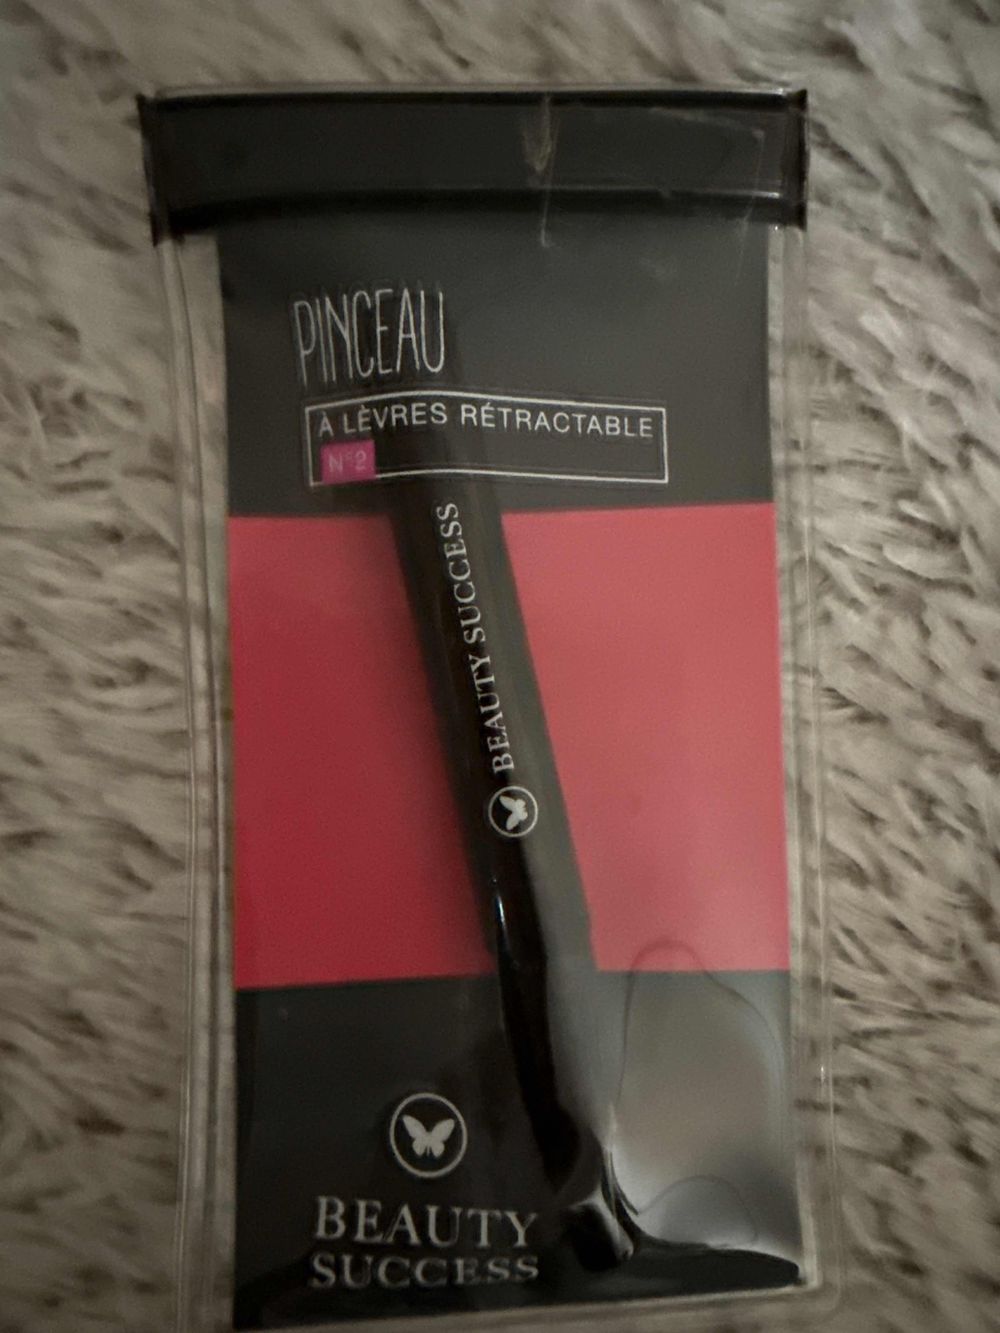 PINCEAU
À LÈVRES RÉTRACTABLE
N°2
BEAUTY SUCCESS
BEAUTY
SUCCESS